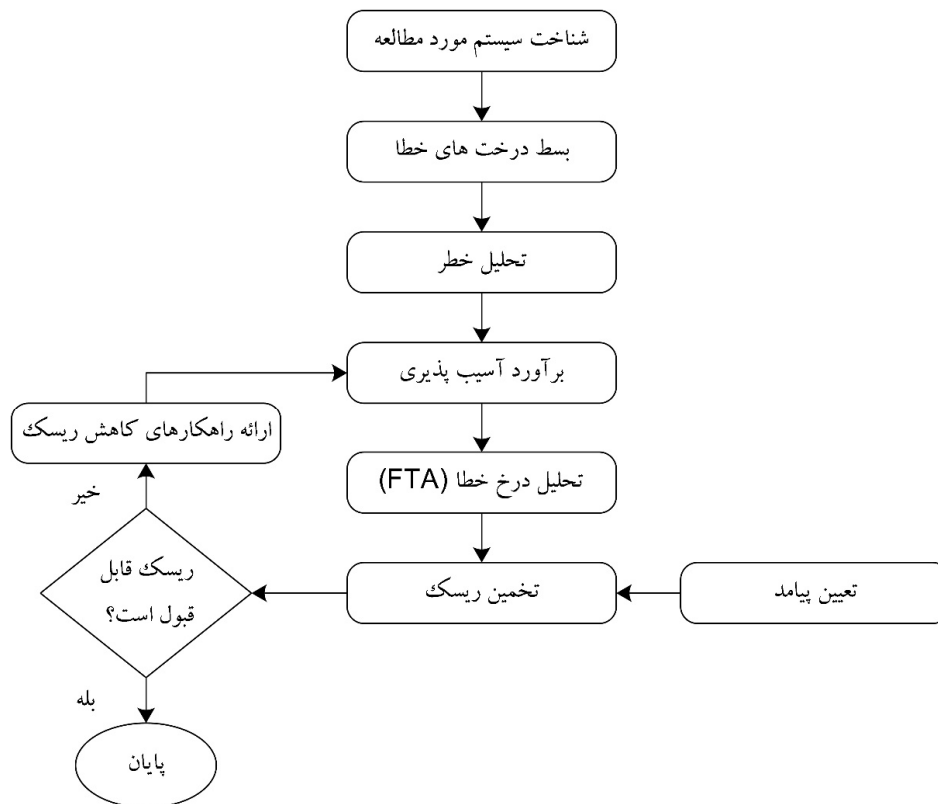 شناخت سیستم مورد مطالعه
بسط درخت های خطا
تحلیل خطر
برآورد آسیب پذیری
ارائه راهکارهای کاهش ریسک
تحلیل درخ خطا (FTA)
خیر
ریسک قابل
قبول است؟
تخمین ریسک
تعیین پیامد
بله
پایان